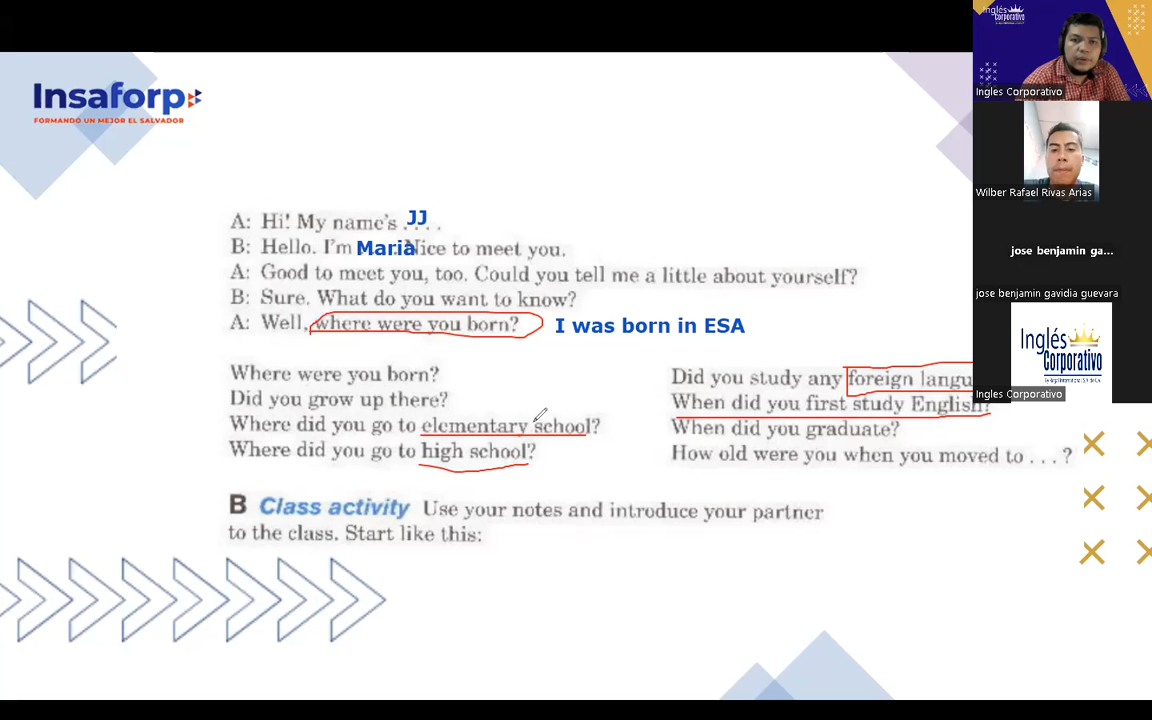 Insaforp
FORMANDO UN MEJOR EL SALVADOR
A: Hi! My name's . . . .
JJ
B: Hello. I'm Maria Nice to meet you.
A: Good to meet you, too. Could you tell me a little about yourself?
B: Sure. What do you want to know?
A: Well, where were you born?
I was born in ESA
Where were you born?
Did you grow up there?
Where did you go to elementary school?
Where did you go to high school?
Did you study any foreign langu
When did you first study English?
When did you graduate?
How old were you when you moved to . . . ?
B Class activity Use your notes and introduce your partner
to the class. Start like this:
Inglés
Corporativo
Ingles Corporativo
Wilber Rafael Rivas Arias
jose benjamin ga...
jose benjamin gavidia guevara
Inglés
Corporativo
Ingles Corporativo